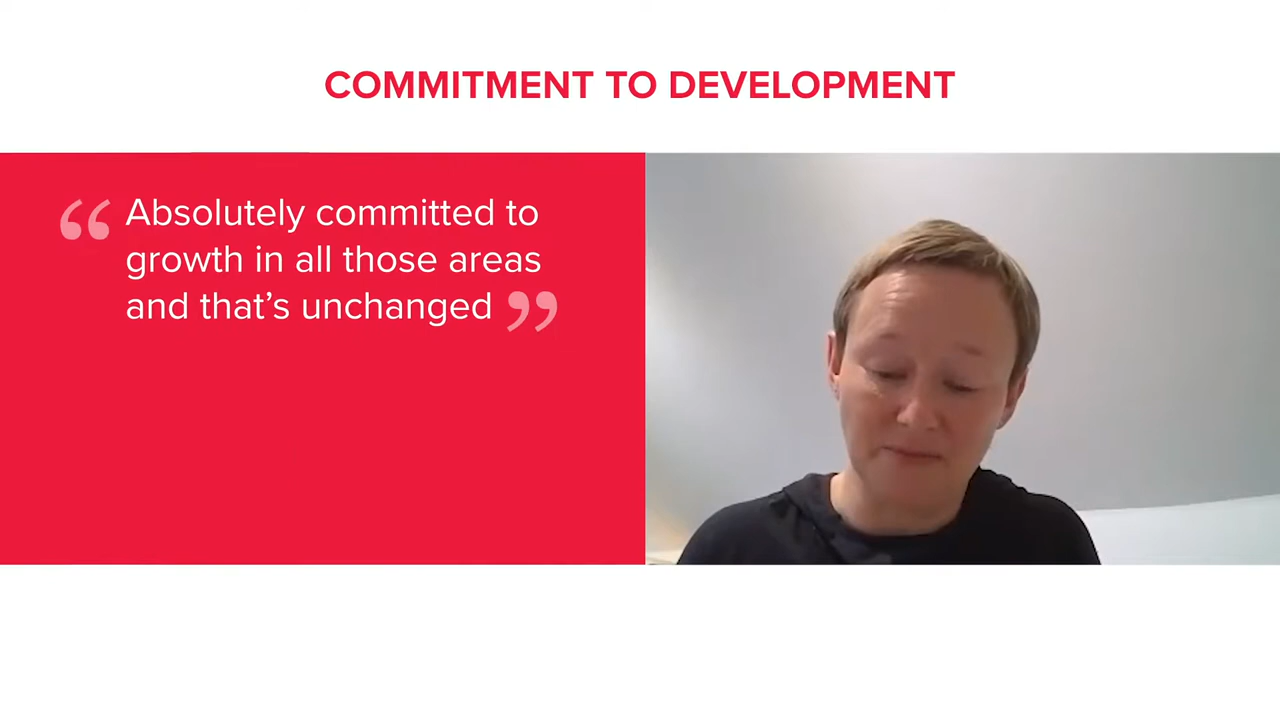 COMMITMENT TO DEVELOPMENT
“Absolutely committed to
growth in all those areas
and that’s unchanged”